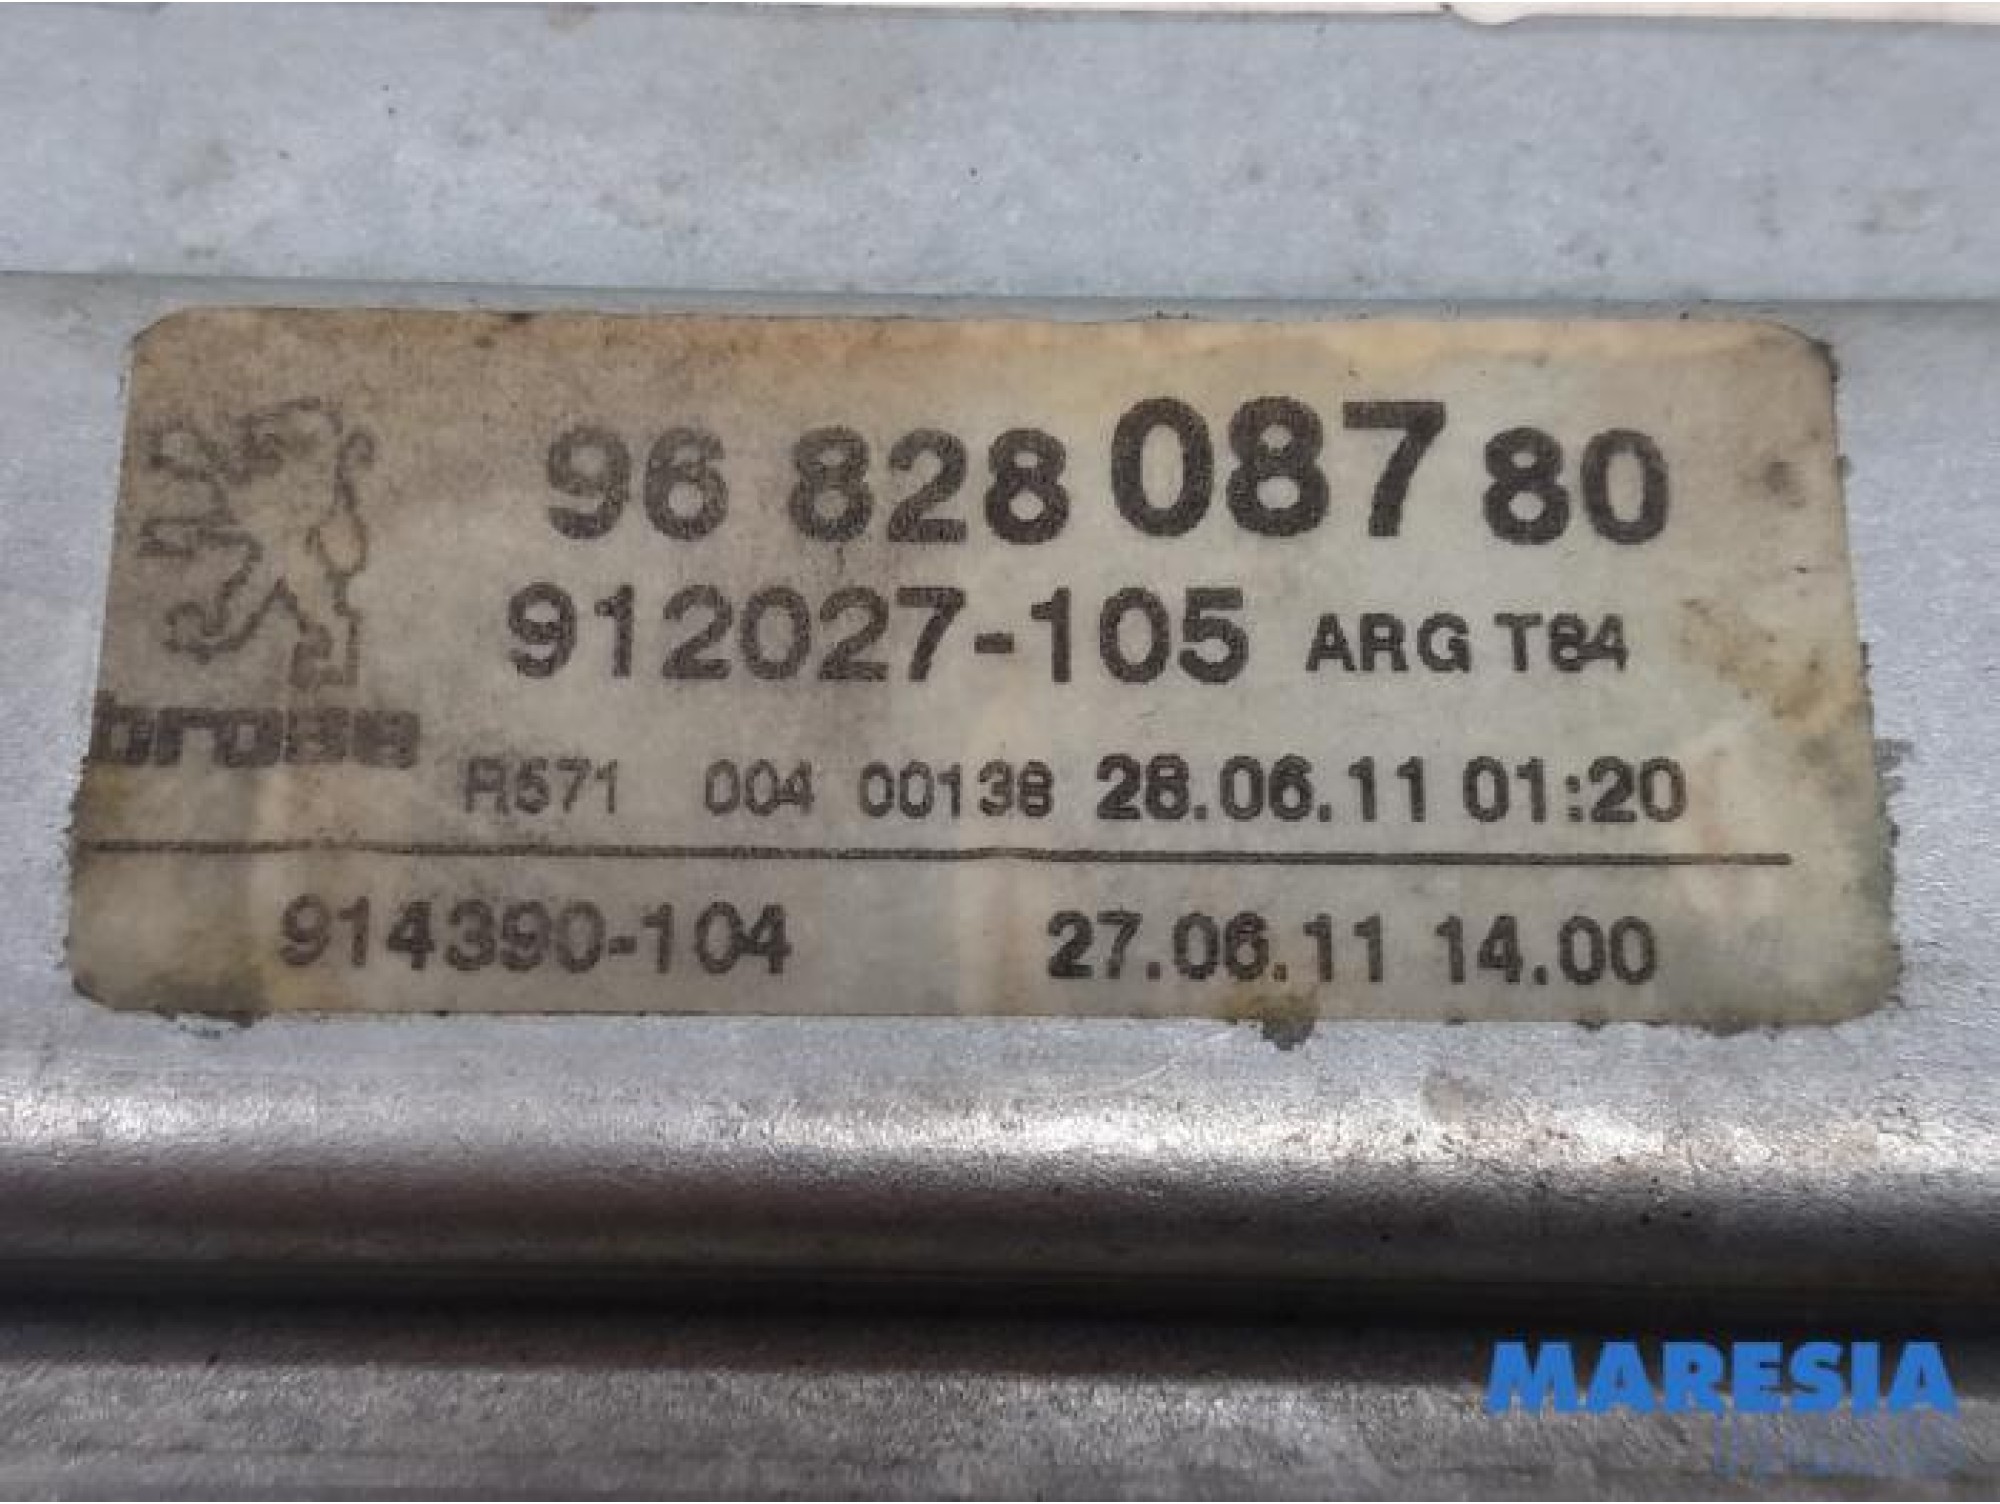 96 828 087 80
912027-105 ARG T84
brose
R571 004 00138 28.06.11 01:20
914390-104 27.06.11 14.00
MARESIA